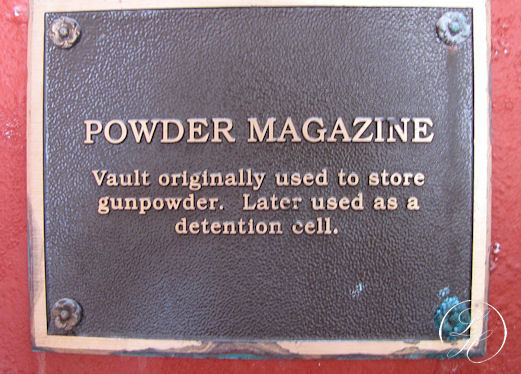 POWDER MAGAZINE
Vault originally used to store
gunpowder. Later used as a
detention cell.